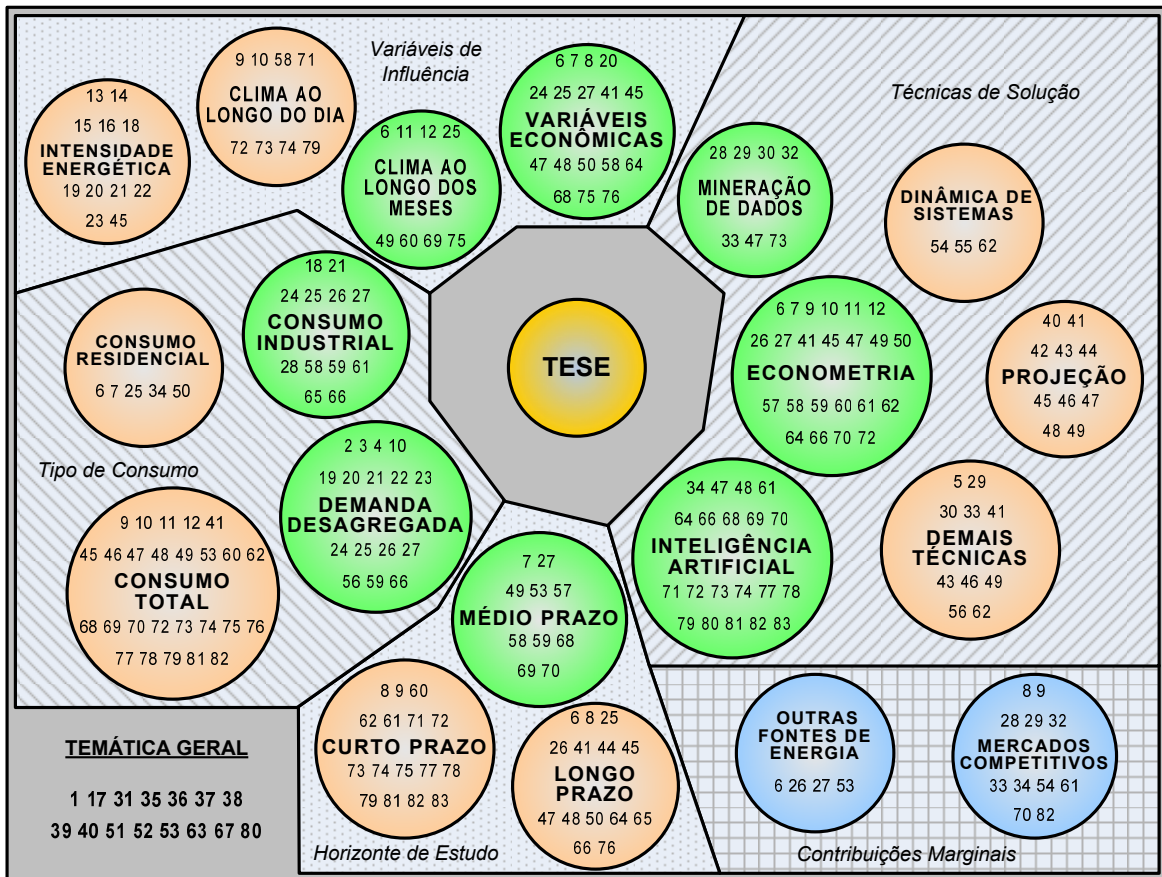 Variáveis de
Influência
13 14
15 16 18
INTENSIDADE
ENERGÉTICA
19 20 21 22
23 45
9 10 58 71
CLIMA AO
LONGO DO DIA
72 73 74 79
6 11 12 25
CLIMA AO
LONGO DOS
MESES
49 60 69 75
6 7 8 20
24 25 27 41 45
VARIÁVEIS
ECONÔMICAS
47 48 50 58 64
68 75 76
Técnicas de Solução
28 29 30 32
MINERAÇÃO
DE DADOS
33 47 73
DINÂMICA DE
SISTEMAS
54 55 62
6 7 9 10 11 12
26 27 41 45 47 49 50
ECONOMETRIA
57 58 59 60 61 62
64 66 70 72
40 41
42 43 44
PROJEÇÃO
45 46 47
48 49
34 47 48 61
64 66 68 69 70
INTELIGÊNCIA
ARTIFICIAL
71 72 73 74 77 78
79 80 81 82 83
5 29
30 33 41
DEMAIS
TÉCNICAS
43 46 49
56 62
TESE
18 21
24 25 26 27
CONSUMO
INDUSTRIAL
28 58 59 61
65 66
CONSUMO
RESIDENCIAL
6 7 25 34 50
Tipo de Consumo
2 3 4 10
19 20 21 22 23
DEMANDA
DESAGREGADA
24 25 26 27
56 59 66
9 10 11 12 41
45 46 47 48 49 53 60 62
CONSUMO
TOTAL
68 69 70 72 73 74 75 76
77 78 79 81 82
7 27
49 53 57
MÉDIO PRAZO
58 59 68
69 70
8 9 60
62 61 71 72
CURTO PRAZO
73 74 75 77 78
79 81 82 83
6 8 25
26 41 44 45
LONGO
PRAZO
47 48 50 64 65
66 76
Horizonte de Estudo
OUTRAS
FONTES DE
ENERGIA
6 26 27 53
8 9
28 29 32
MERCADOS
COMPETITIVOS
33 34 54 61
70 82
Contribuições Marginais
TEMÁTICA GERAL
1 17 31 35 36 37 38
39 40 51 52 53 63 67 80